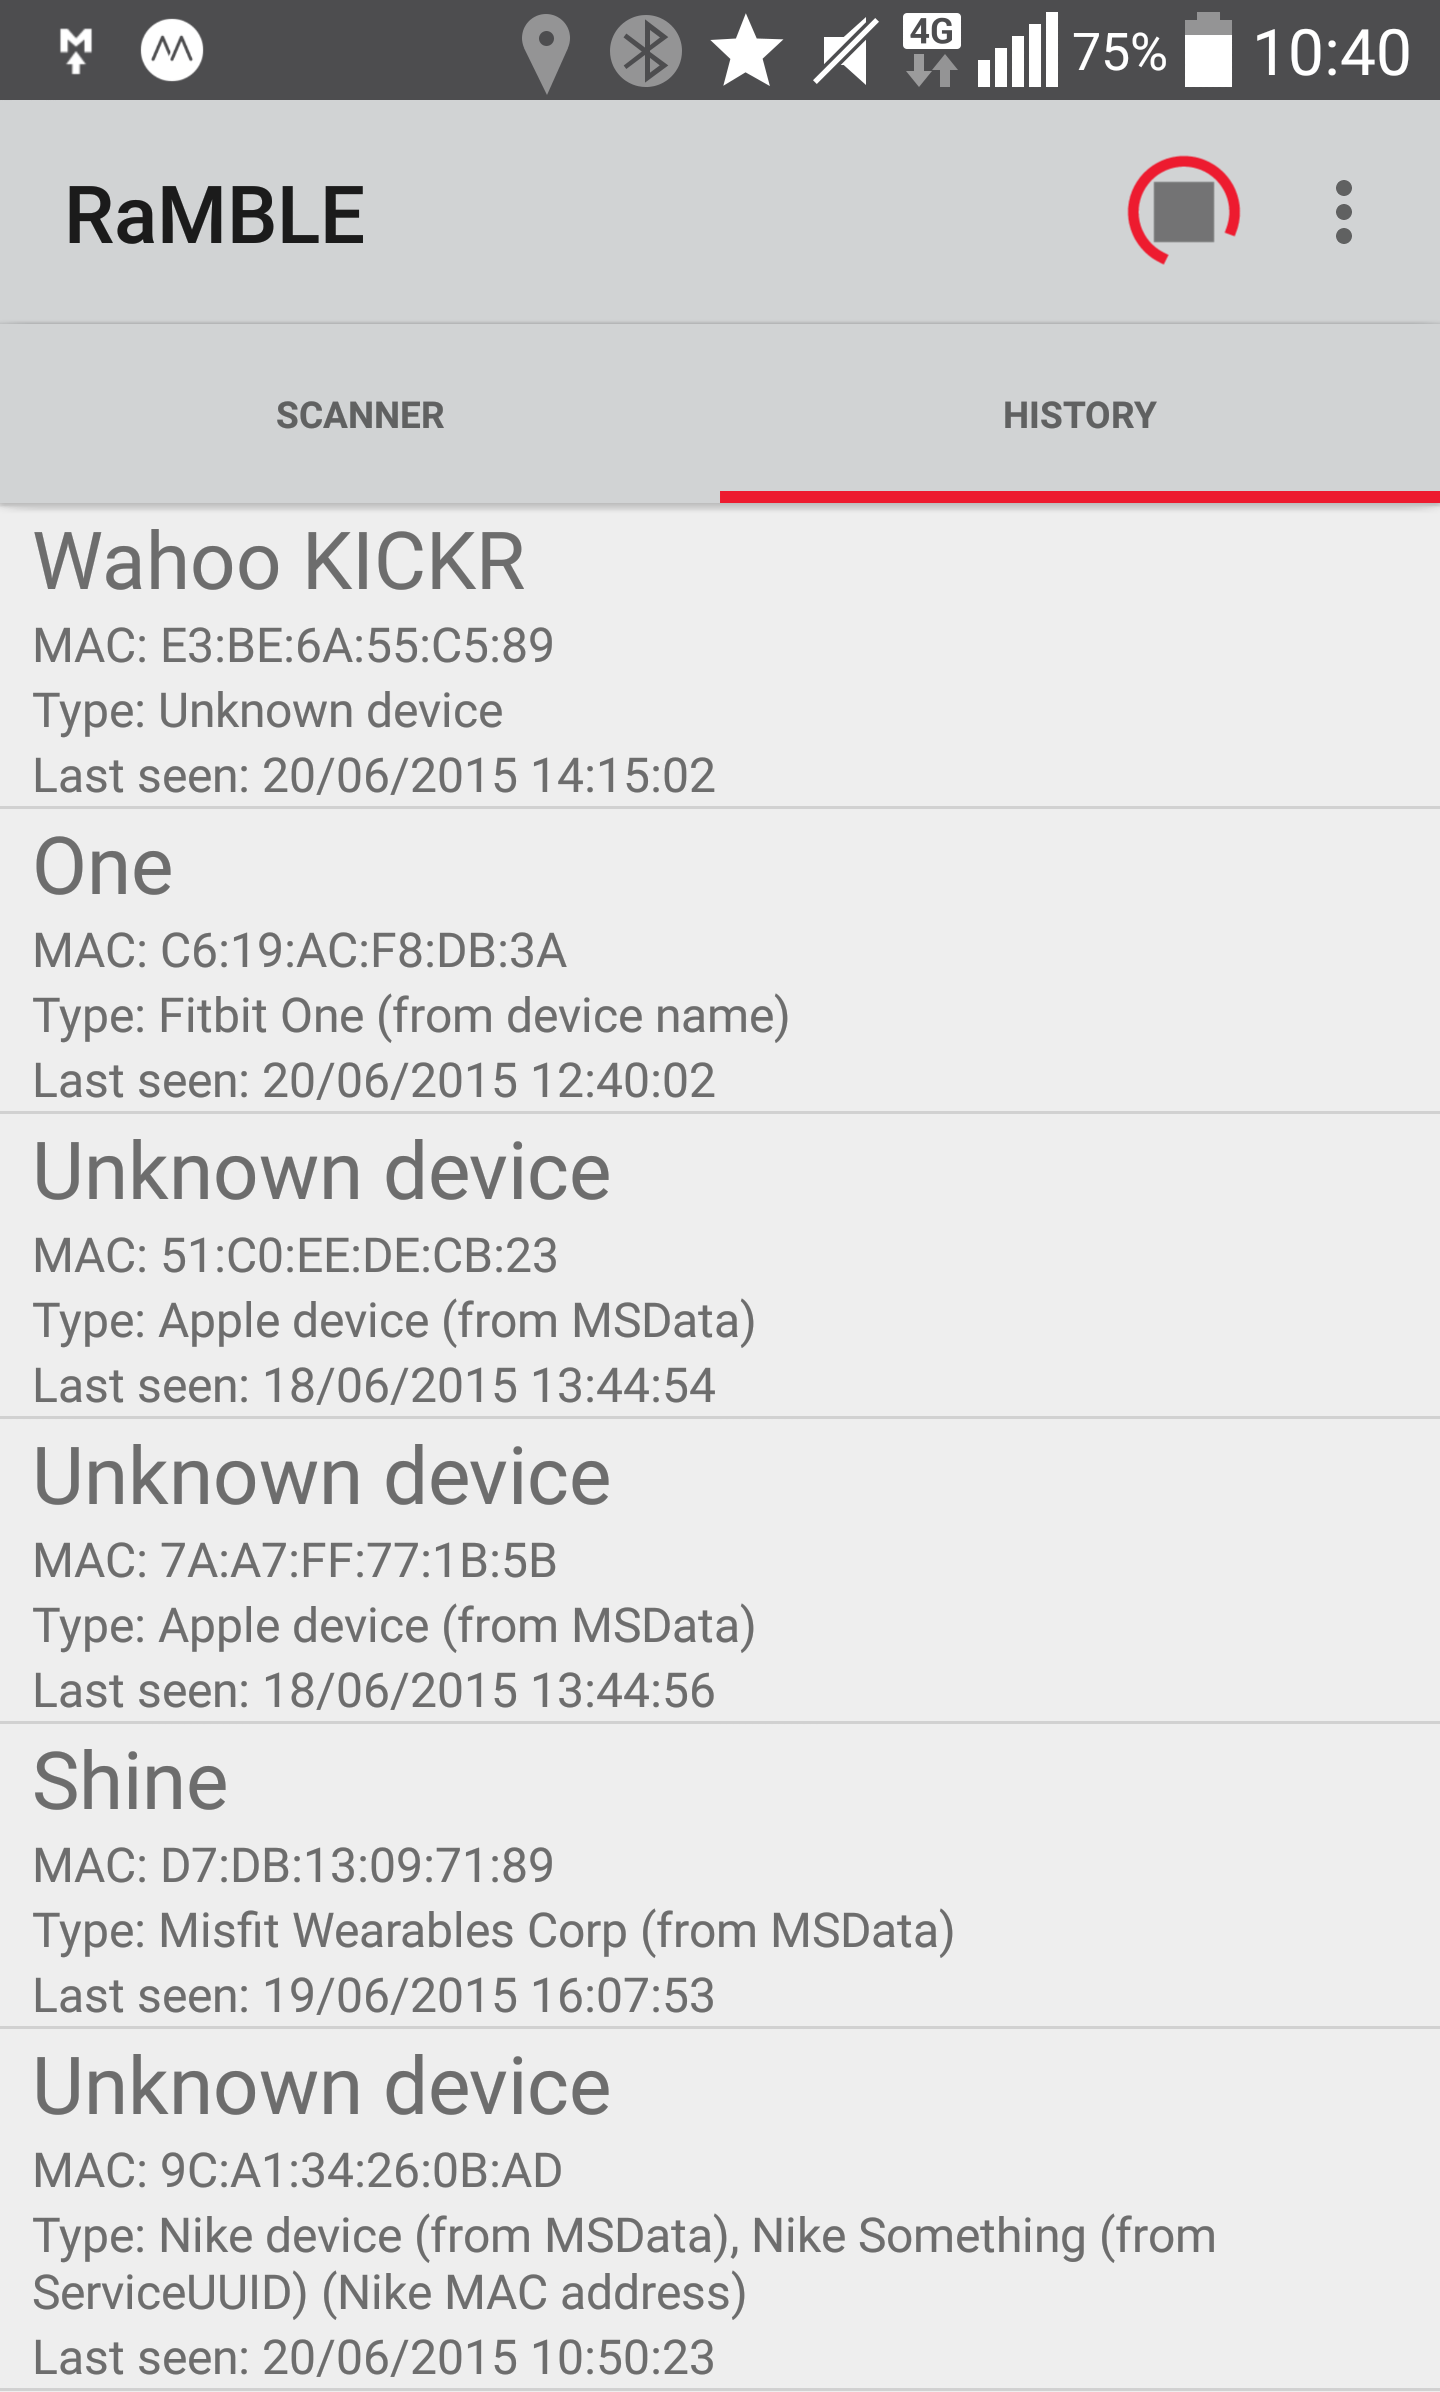 4G 75% 10:40
RaMBLE
SCANNER HISTORY
Wahoo KICKR
MAC: E3:BE:6A:55:C5:89
Type: Unknown device
Last seen: 20/06/2015 14:15:02
One
MAC: C6:19:AC:F8:DB:3A
Type: Fitbit One (from device name)
Last seen: 20/06/2015 12:40:02
Unknown device
MAC: 51:C0:EE:DE:CB:23
Type: Apple device (from MSData)
Last seen: 18/06/2015 13:44:54
Unknown device
MAC: 7A:A7:FF:77:1B:5B
Type: Apple device (from MSData)
Last seen: 18/06/2015 13:44:56
Shine
MAC: D7:DB:13:09:71:89
Type: Misfit Wearables Corp (from MSData)
Last seen: 19/06/2015 16:07:53
Unknown device
MAC: 9C:A1:34:26:0B:AD
Type: Nike device (from MSData), Nike Something (from
ServiceUUID) (Nike MAC address)
Last seen: 20/06/2015 10:50:23